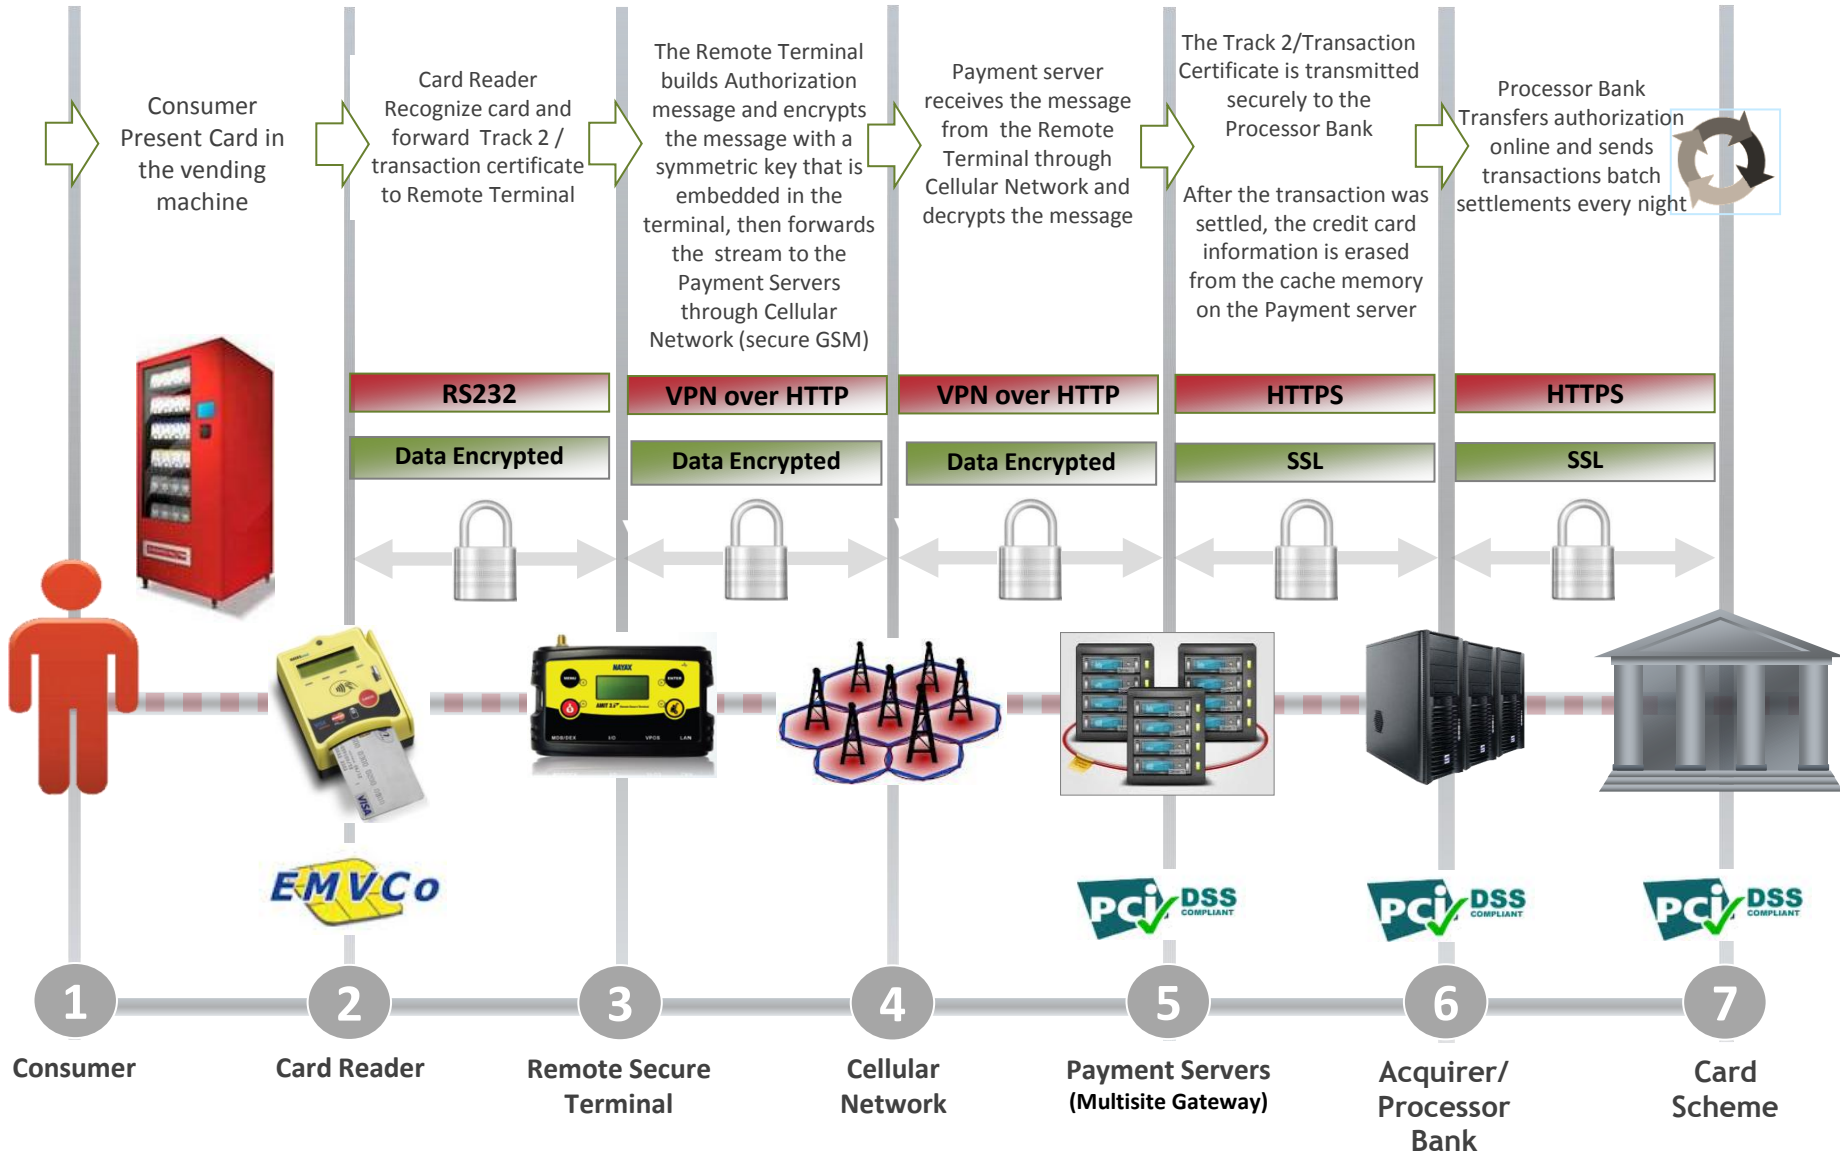 Consumer
Present Card in
the vending
machine
Card Reader
Recognize card and
forward Track 2 /
transaction certificate
to Remote Terminal
The Remote Terminal
builds Authorization
message and encrypts
the message with a
symmetric key that is
embedded in the
terminal, then forwards
the stream to the
Payment Servers
through Cellular
Network (secure GSM)
Payment server
receives the message
from the Remote
Terminal through
Cellular Network and
decrypts the message
The Track 2/Transaction
Certificate is transmitted
securely to the
Processor Bank
After the transaction was
settled, the credit card
information is erased
from the cache memory
on the Payment server
Processor Bank
Transfers authorization
online and sends
transactions batch
settlements every night
RS232
VPN over HTTP
VPN over HTTP
HTTPS
HTTPS
Data Encrypted
Data Encrypted
Data Encrypted
SSL
SSL
NAYAX
MENU
ENTER
MDB/DEX I/O VPOS LAN
VISA
EMVCo
PCI DSS
COMPLIANT
PCI DSS
COMPLIANT
PCI DSS
COMPLIANT
1
2
3
4
5
6
7
Consumer
Card Reader
Remote Secure
Terminal
Cellular
Network
Payment Servers
(Multisite Gateway)
Acquirer/
Processor
Bank
Card
Scheme